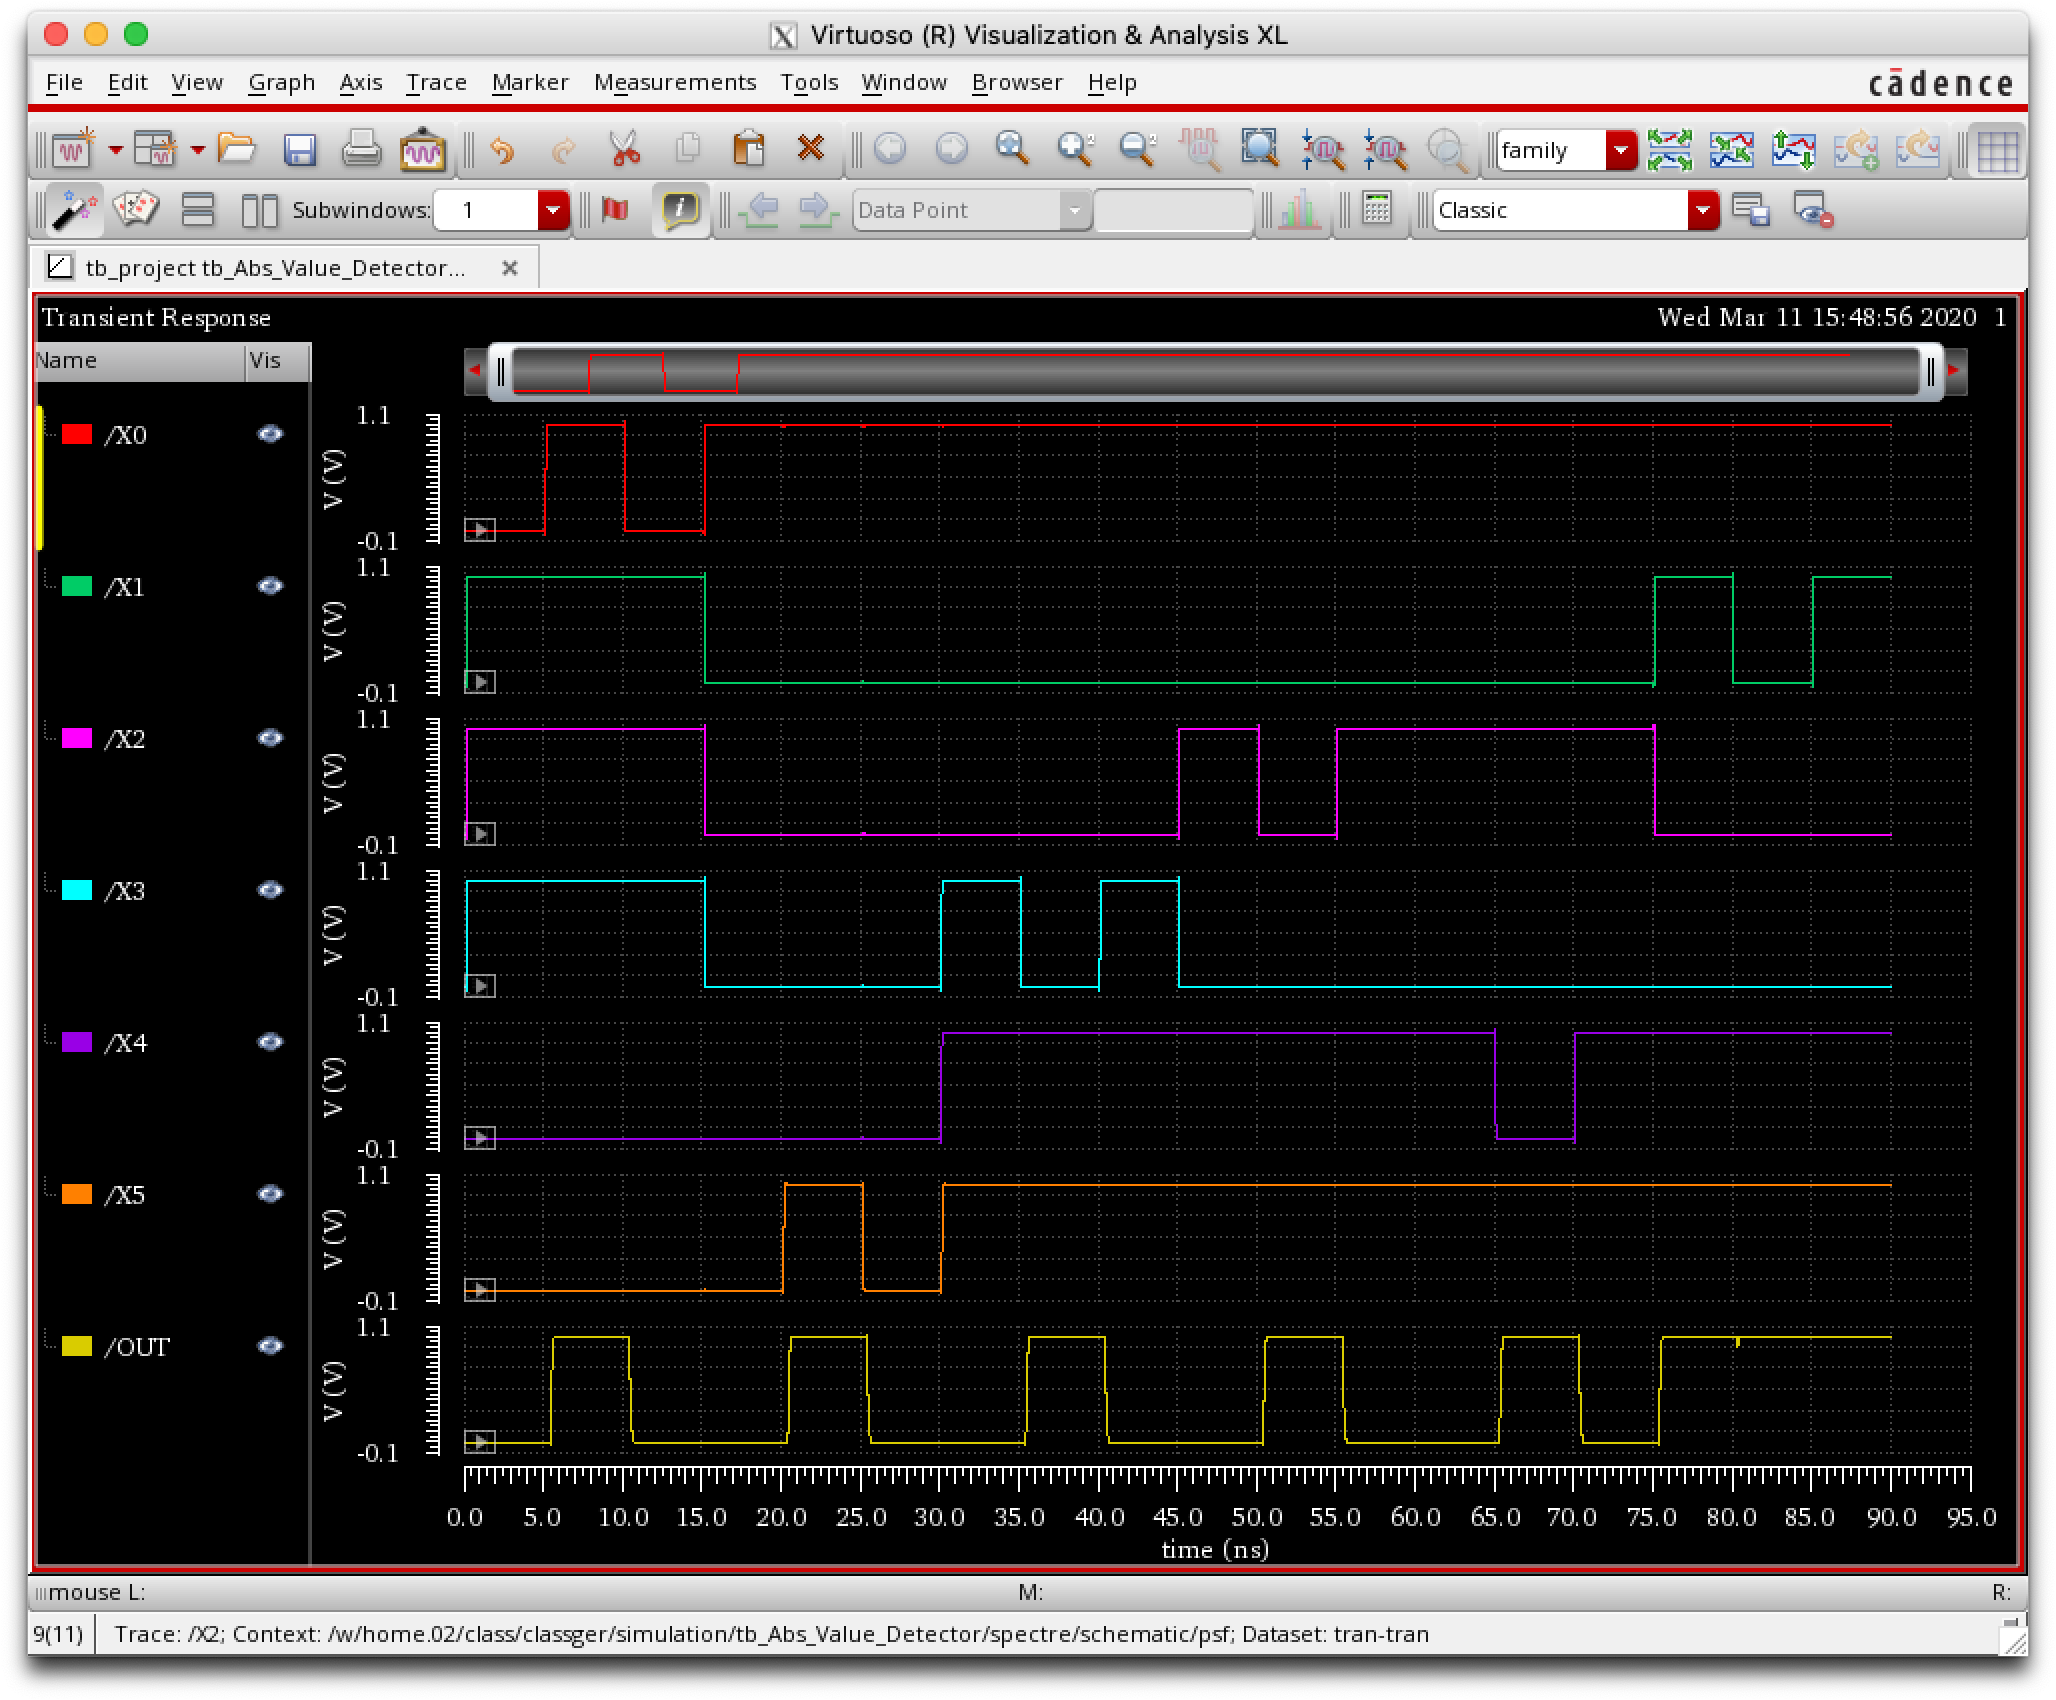 Virtuoso (R) Visualization & Analysis XL
File Edit View Graph Axis Trace Marker Measurements Tools Window Browser Help
cādence
family
Subwindows: 1
Data Point
Classic
tb_project tb_Abs_Value_Detector...
Transient Response
Wed Mar 11 15:48:56 2020 1
Name Vis
/X0
1.1
V (V)
-0.1
/X1
1.1
V (V)
-0.1
/X2
1.1
V (V)
-0.1
/X3
1.1
V (V)
-0.1
/X4
1.1
V (V)
-0.1
/X5
1.1
V (V)
-0.1
/OUT
1.1
V (V)
-0.1
0.0 5.0 10.0 15.0 20.0 25.0 30.0 35.0 40.0 45.0 50.0 55.0 60.0 65.0 70.0 75.0 80.0 85.0 90.0 95.0
time (ns)
mouse L: M: R:
9(11) Trace: /X2; Context: /w/home.02/class/classger/simulation/tb_Abs_Value_Detector/spectre/schematic/psf; Dataset: tran-tran